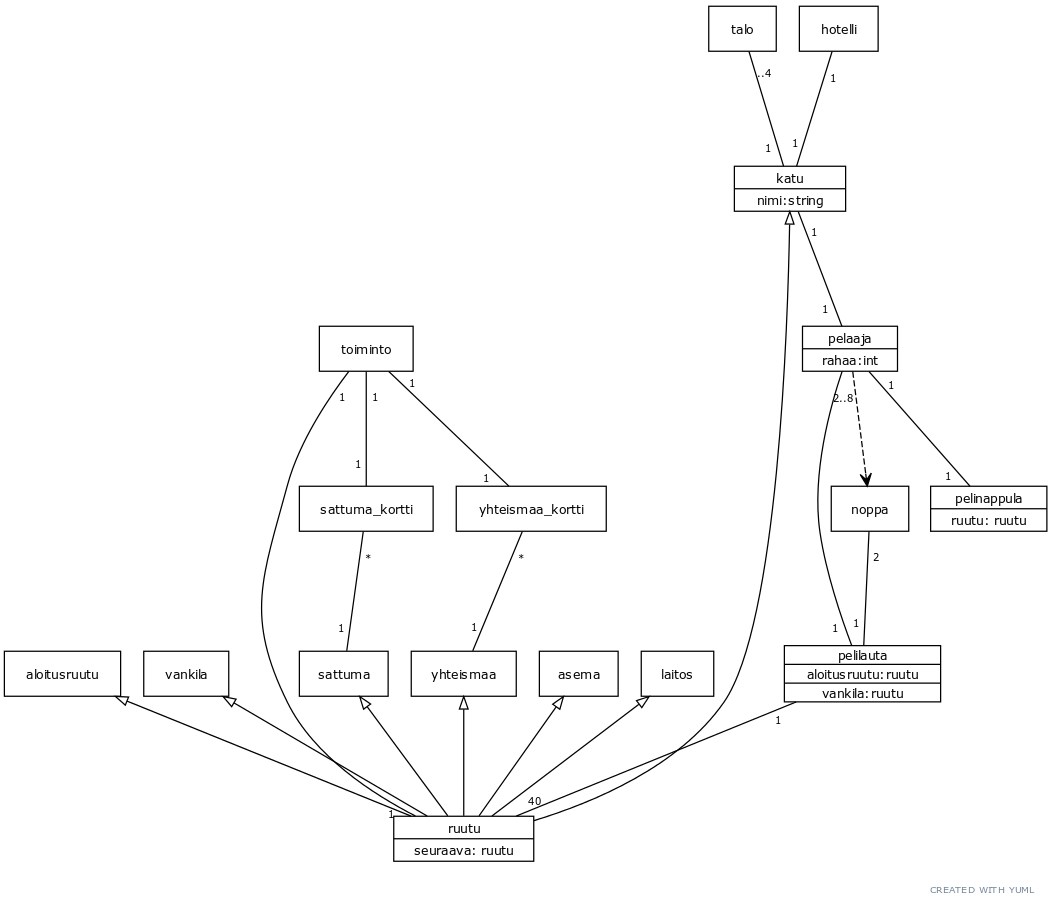 talo
hotelli
..4
1
1
1
katu
nimi:string
1
1
toiminto
pelaaja
rahaa:int
1
1
1
2..8
1
1
1
1
sattuma_kortti
yhteismaa_kortti
noppa
pelinappula
ruutu: ruutu
*
*
2
1
1
1
1
aloitusruutu
vankila
sattuma
yhteismaa
asema
laitos
pelilauta
aloitusruutu:ruutu
vankila:ruutu
1
40
1
ruutu
seuraava: ruutu
CREATED WITH YUML